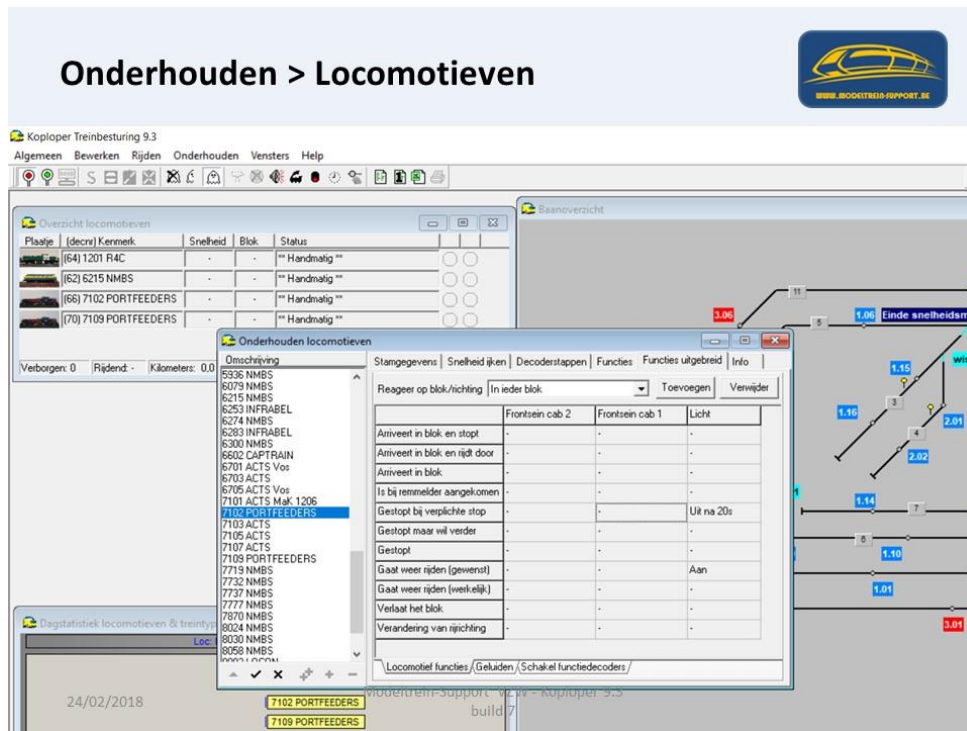 Onderhouden > Locomotieven
WWW.MODELTREIN-SUPPORT.BE
Koploper Treinbesturing 9.3
Algemeen Bewerken Rijden Onderhouden Vensters Help
Overzicht locomotieven
Plaatje (decnr) Kenmerk Snelheid Blok Status
(64) 1201 R4C - - ** Handmatig **
(62) 6215 NMBS - - ** Handmatig **
(66) 7102 PORTFEEDERS - - ** Handmatig **
(70) 7109 PORTFEEDERS - - ** Handmatig **
Verborgen: 0 Rijdend: - Kilometers: 0,0
Baanoverzicht
11
3.06
5
1.06
Einde snelheidsm
1.15
1.16
3
2.01
4
2.02
1.14
7
6
1.10
1.01
3.01
Onderhouden locomotieven
Omschrijving
5936 NMBS
6079 NMBS
6215 NMBS
6253 INFRABEL
6274 NMBS
6283 INFRABEL
6300 NMBS
6602 CAPTRAIN
6701 ACTS Vos
6703 ACTS
6705 ACTS Vos
7101 ACTS MaK 1206
7102 PORTFEEDERS
7103 ACTS
7105 ACTS
7107 ACTS
7109 PORTFEEDERS
7719 NMBS
7732 NMBS
7737 NMBS
7777 NMBS
7870 NMBS
8024 NMBS
8030 NMBS
8058 NMBS
Stamgegevens Snelheid ijken Decoderstappen Functies Functies uitgebreid Info
Reageer op blok/richting In ieder blok Toevoegen Verwijder
Frontsein cab 2 Frontsein cab 1 Licht
Arriveert in blok en stopt - - -
Arriveert in blok en rijdt door - - -
Arriveert in blok - - -
Is bij remmelder aangekomen - - -
Gestopt bij verplichte stop - - Uit na 20s
Gestopt maar wil verder - - -
Gestopt - - -
Gaat weer rijden (gewenst) - - Aan
Gaat weer rijden (werkelijk) - - -
Verlaat het blok - - -
Verandering van rijrichting - - -
Locomotief functies Geluiden Schakel functiedecoders
Dagstatistiek locomotieven & treintyp
Loc:
7102 PORTFEEDERS
7109 PORTFEEDERS
24/02/2018
Modeltrein-Support VZW - Koploper 9.3
build 7